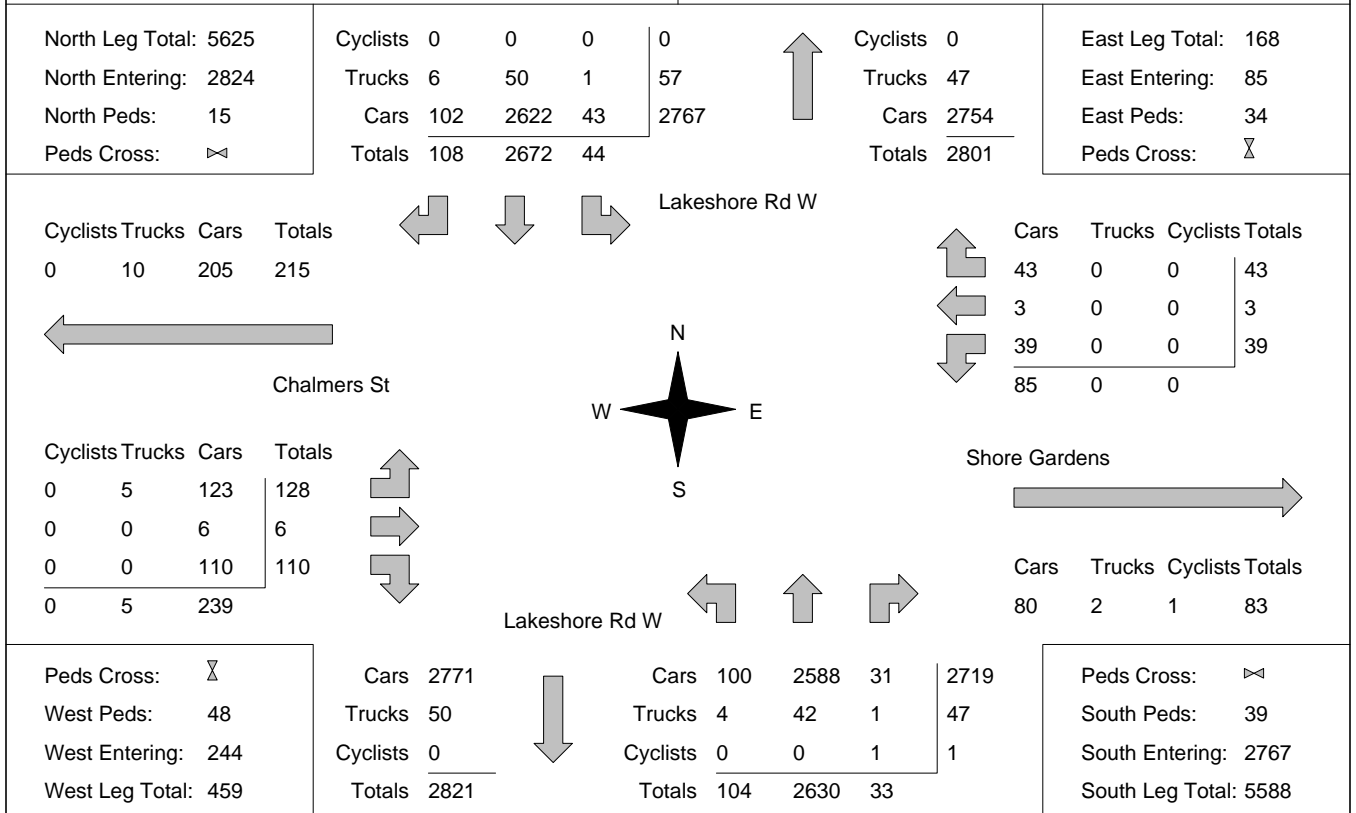 North Leg Total: 5625
North Entering: 2824
North Peds: 15
Peds Cross:
Cyclists 0 0 0 0
Trucks 6 50 1 57
Cars 102 2622 43 2767
Totals 108 2672 44
Cyclists 0
Trucks 47
Cars 2754
Totals 2801
East Leg Total: 168
East Entering: 85
East Peds: 34
Peds Cross:
Lakeshore Rd W
Cyclists Trucks Cars Totals
0 10 205 215
Cars Trucks Cyclists Totals
43 0 0 43
3 0 0 3
39 0 0 39
85 0 0
Chalmers St
N
W E
S
Cyclists Trucks Cars Totals
0 5 123 128
0 0 6 6
0 0 110 110
0 5 239
Shore Gardens
Cars Trucks Cyclists Totals
80 2 1 83
Lakeshore Rd W
Peds Cross:
West Peds: 48
West Entering: 244
West Leg Total: 459
Cars 2771
Trucks 50
Cyclists 0
Totals 2821
Cars 100 2588 31 2719
Trucks 4 42 1 47
Cyclists 0 0 1 1
Totals 104 2630 33
Peds Cross:
South Peds: 39
South Entering: 2767
South Leg Total: 5588